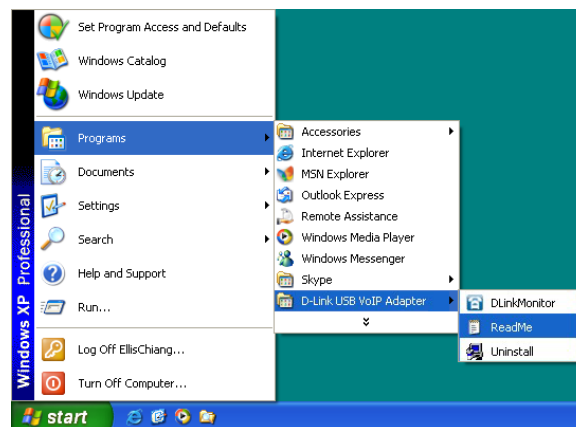 Set Program Access and Defaults
Windows Catalog
Windows Update
Programs
Documents
Settings
Search
Help and Support
Run...
Log Off EllisChiang...
Turn Off Computer...
Windows XP Professional
Accessories
Internet Explorer
MSN Explorer
Outlook Express
Remote Assistance
Windows Media Player
Windows Messenger
Skype
D-Link USB VoIP Adapter
DLinkMonitor
ReadMe
Uninstall
start